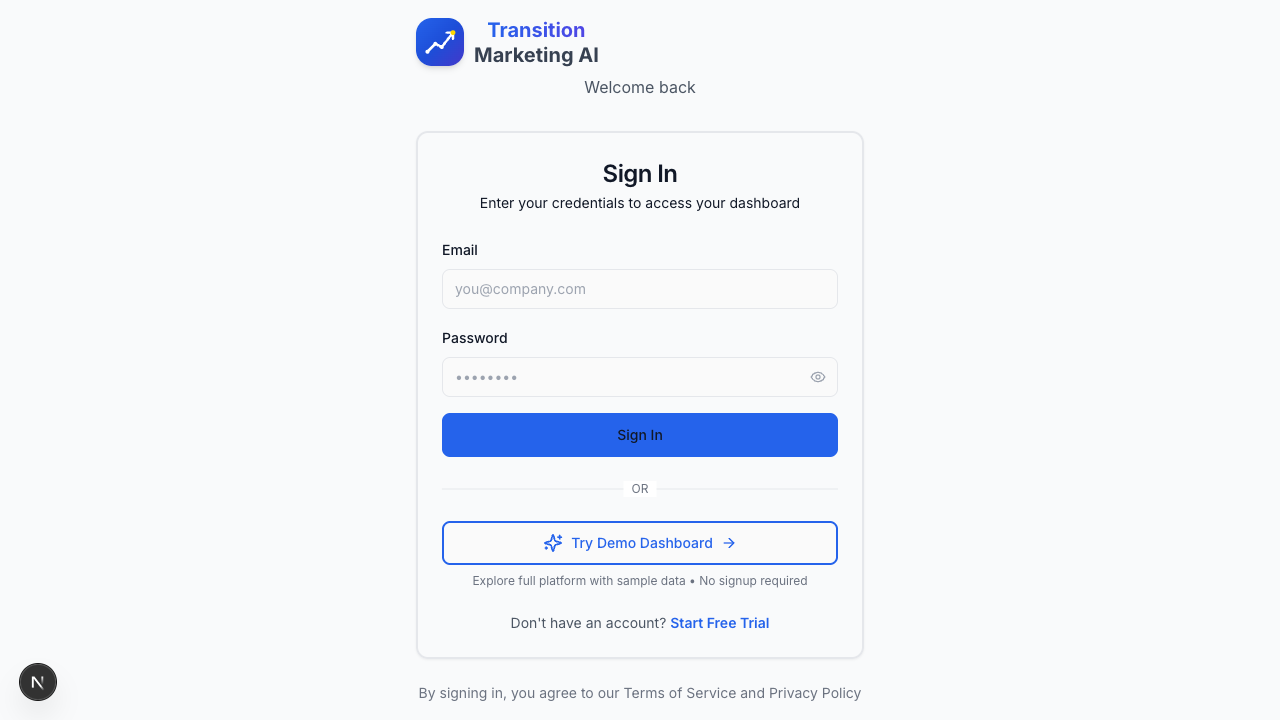 Transition
Marketing AI
Welcome back
Sign In
Enter your credentials to access your dashboard
Email
you@company.com
Password
••••••••
Sign In
OR
Try Demo Dashboard
Explore full platform with sample data • No signup required
Don't have an account? Start Free Trial
N
By signing in, you agree to our Terms of Service and Privacy Policy